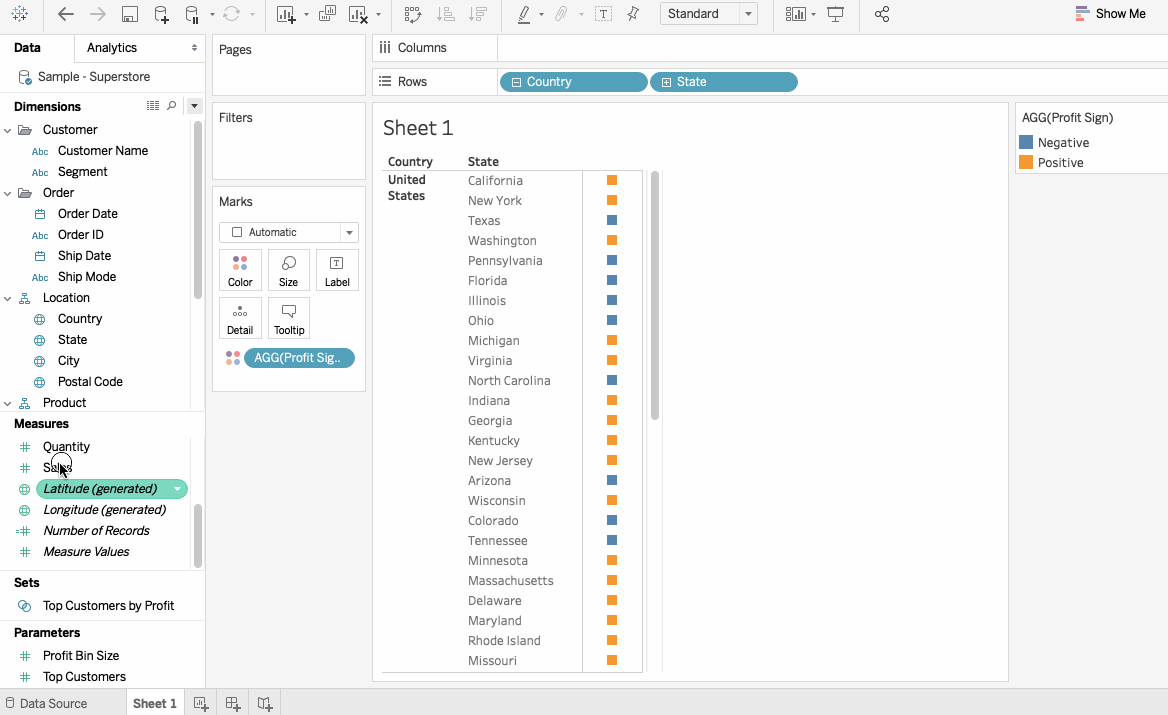 Standard
Show Me
Data
Analytics
Sample - Superstore
Dimensions
Customer
Abc Customer Name
Abc Segment
Order
Order Date
Abc Order ID
Ship Date
Abc Ship Mode
Location
Country
State
City
Postal Code
Product
Measures
Quantity
Sales
Latitude (generated)
Longitude (generated)
Number of Records
Measure Values
Sets
Top Customers by Profit
Parameters
Profit Bin Size
Top Customers
Pages
Filters
Marks
Automatic
Color Size Label
Detail Tooltip
AGG(Profit Sig..
Columns
Rows Country State
Sheet 1
Country State
United States
California
New York
Texas
Washington
Pennsylvania
Florida
Illinois
Ohio
Michigan
Virginia
North Carolina
Indiana
Georgia
Kentucky
New Jersey
Arizona
Wisconsin
Colorado
Tennessee
Minnesota
Massachusetts
Delaware
Maryland
Rhode Island
Missouri
AGG(Profit Sign)
Negative
Positive
Data Source
Sheet 1